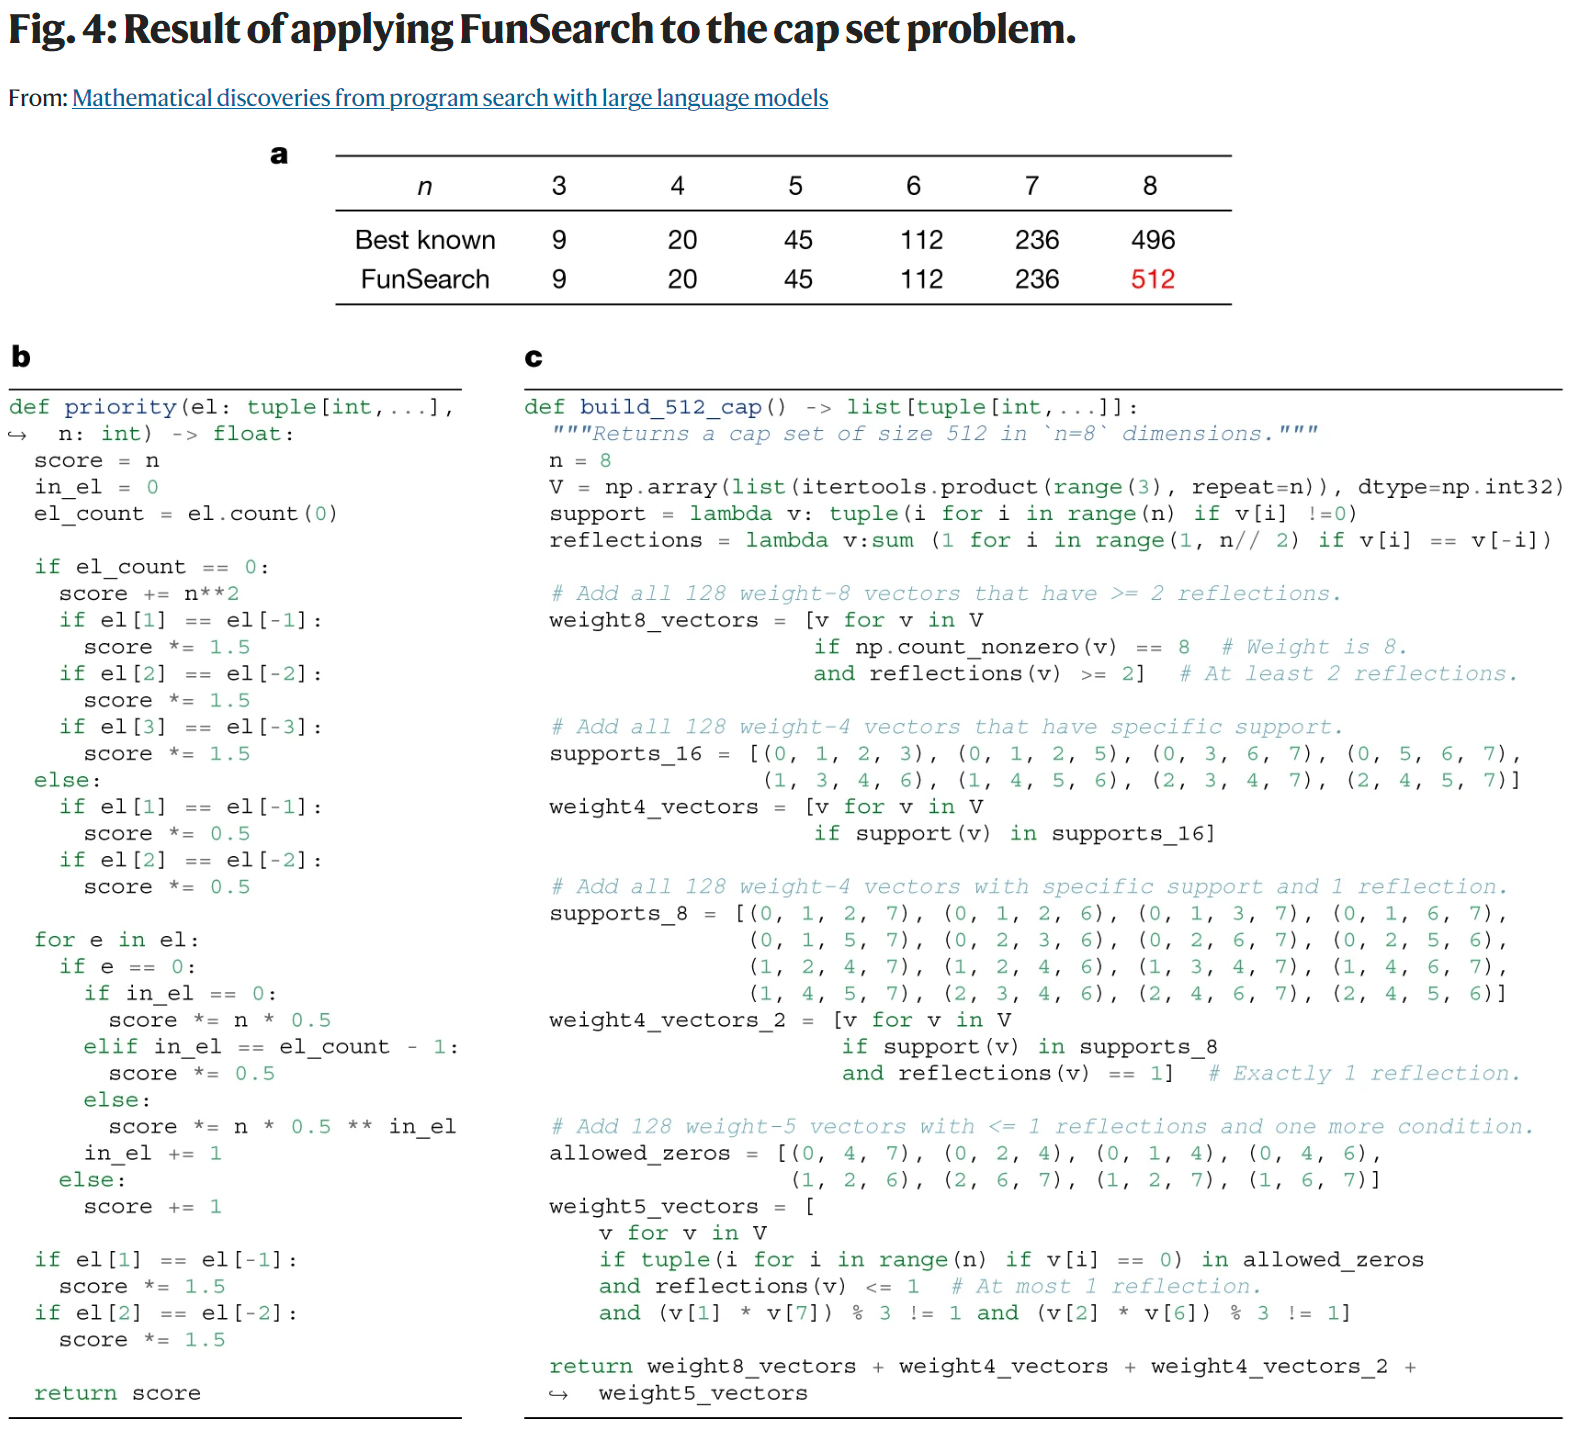 Fig. 4: Result of applying FunSearch to the cap set problem.
From: Mathematical discoveries from program search with large language models
a
n 3 4 5 6 7 8
Best known 9 20 45 112 236 496
FunSearch 9 20 45 112 236 512
b
def priority(el: tuple[int,...],
↪ n: int) -> float:
score = n
in_el = 0
el_count = el.count(0)
if el_count == 0:
score += n**2
if el[1] == el[-1]:
score *= 1.5
if el[2] == el[-2]:
score *= 1.5
if el[3] == el[-3]:
score *= 1.5
else:
if el[1] == el[-1]:
score *= 0.5
if el[2] == el[-2]:
score *= 0.5
for e in el:
if e == 0:
if in_el == 0:
score *= n * 0.5
elif in_el == el_count - 1:
score *= 0.5
else:
score *= n * 0.5 ** in_el
in_el += 1
else:
score += 1
if el[1] == el[-1]:
score *= 1.5
if el[2] == el[-2]:
score *= 1.5
return score
c
def build_512_cap() -> list[tuple[int,...]]:
"""Returns a cap set of size 512 in `n=8` dimensions."""
n = 8
V = np.array(list(itertools.product(range(3), repeat=n)), dtype=np.int32)
support = lambda v: tuple(i for i in range(n) if v[i] !=0)
reflections = lambda v:sum (1 for i in range(1, n// 2) if v[i] == v[-i])
# Add all 128 weight-8 vectors that have >= 2 reflections.
weight8_vectors = [v for v in V
if np.count_nonzero(v) == 8 # Weight is 8.
and reflections(v) >= 2] # At least 2 reflections.
# Add all 128 weight-4 vectors that have specific support.
supports_16 = [(0, 1, 2, 3), (0, 1, 2, 5), (0, 3, 6, 7), (0, 5, 6, 7),
(1, 3, 4, 6), (1, 4, 5, 6), (2, 3, 4, 7), (2, 4, 5, 7)]
weight4_vectors = [v for v in V
if support(v) in supports_16]
# Add all 128 weight-4 vectors with specific support and 1 reflection.
supports_8 = [(0, 1, 2, 7), (0, 1, 2, 6), (0, 1, 3, 7), (0, 1, 6, 7),
(0, 1, 5, 7), (0, 2, 3, 6), (0, 2, 6, 7), (0, 2, 5, 6),
(1, 2, 4, 7), (1, 2, 4, 6), (1, 3, 4, 7), (1, 4, 6, 7),
(1, 4, 5, 7), (2, 3, 4, 6), (2, 4, 6, 7), (2, 4, 5, 6)]
weight4_vectors_2 = [v for v in V
if support(v) in supports_8
and reflections(v) == 1] # Exactly 1 reflection.
# Add 128 weight-5 vectors with <= 1 reflections and one more condition.
allowed_zeros = [(0, 4, 7), (0, 2, 4), (0, 1, 4), (0, 4, 6),
(1, 2, 6), (2, 6, 7), (1, 2, 7), (1, 6, 7)]
weight5_vectors = [
v for v in V
if tuple(i for i in range(n) if v[i] == 0) in allowed_zeros
and reflections(v) <= 1 # At most 1 reflection.
and (v[1] * v[7]) % 3 != 1 and (v[2] * v[6]) % 3 != 1]
return weight8_vectors + weight4_vectors + weight4_vectors_2 +
↪ weight5_vectors